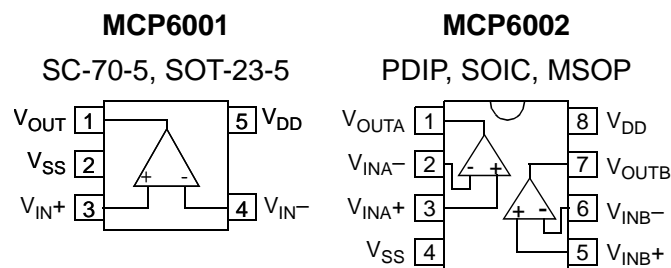 MCP6001
SC-70-5, SOT-23-5
VOUT 1 5 VDD
VSS 2
+ -
VIN+ 3 4 VIN–
MCP6002
PDIP, SOIC, MSOP
VOUTA 1 8 VDD
VINA– 2 - + 7 VOUTB
VINA+ 3 + - 6 VINB–
VSS 4 5 VINB+